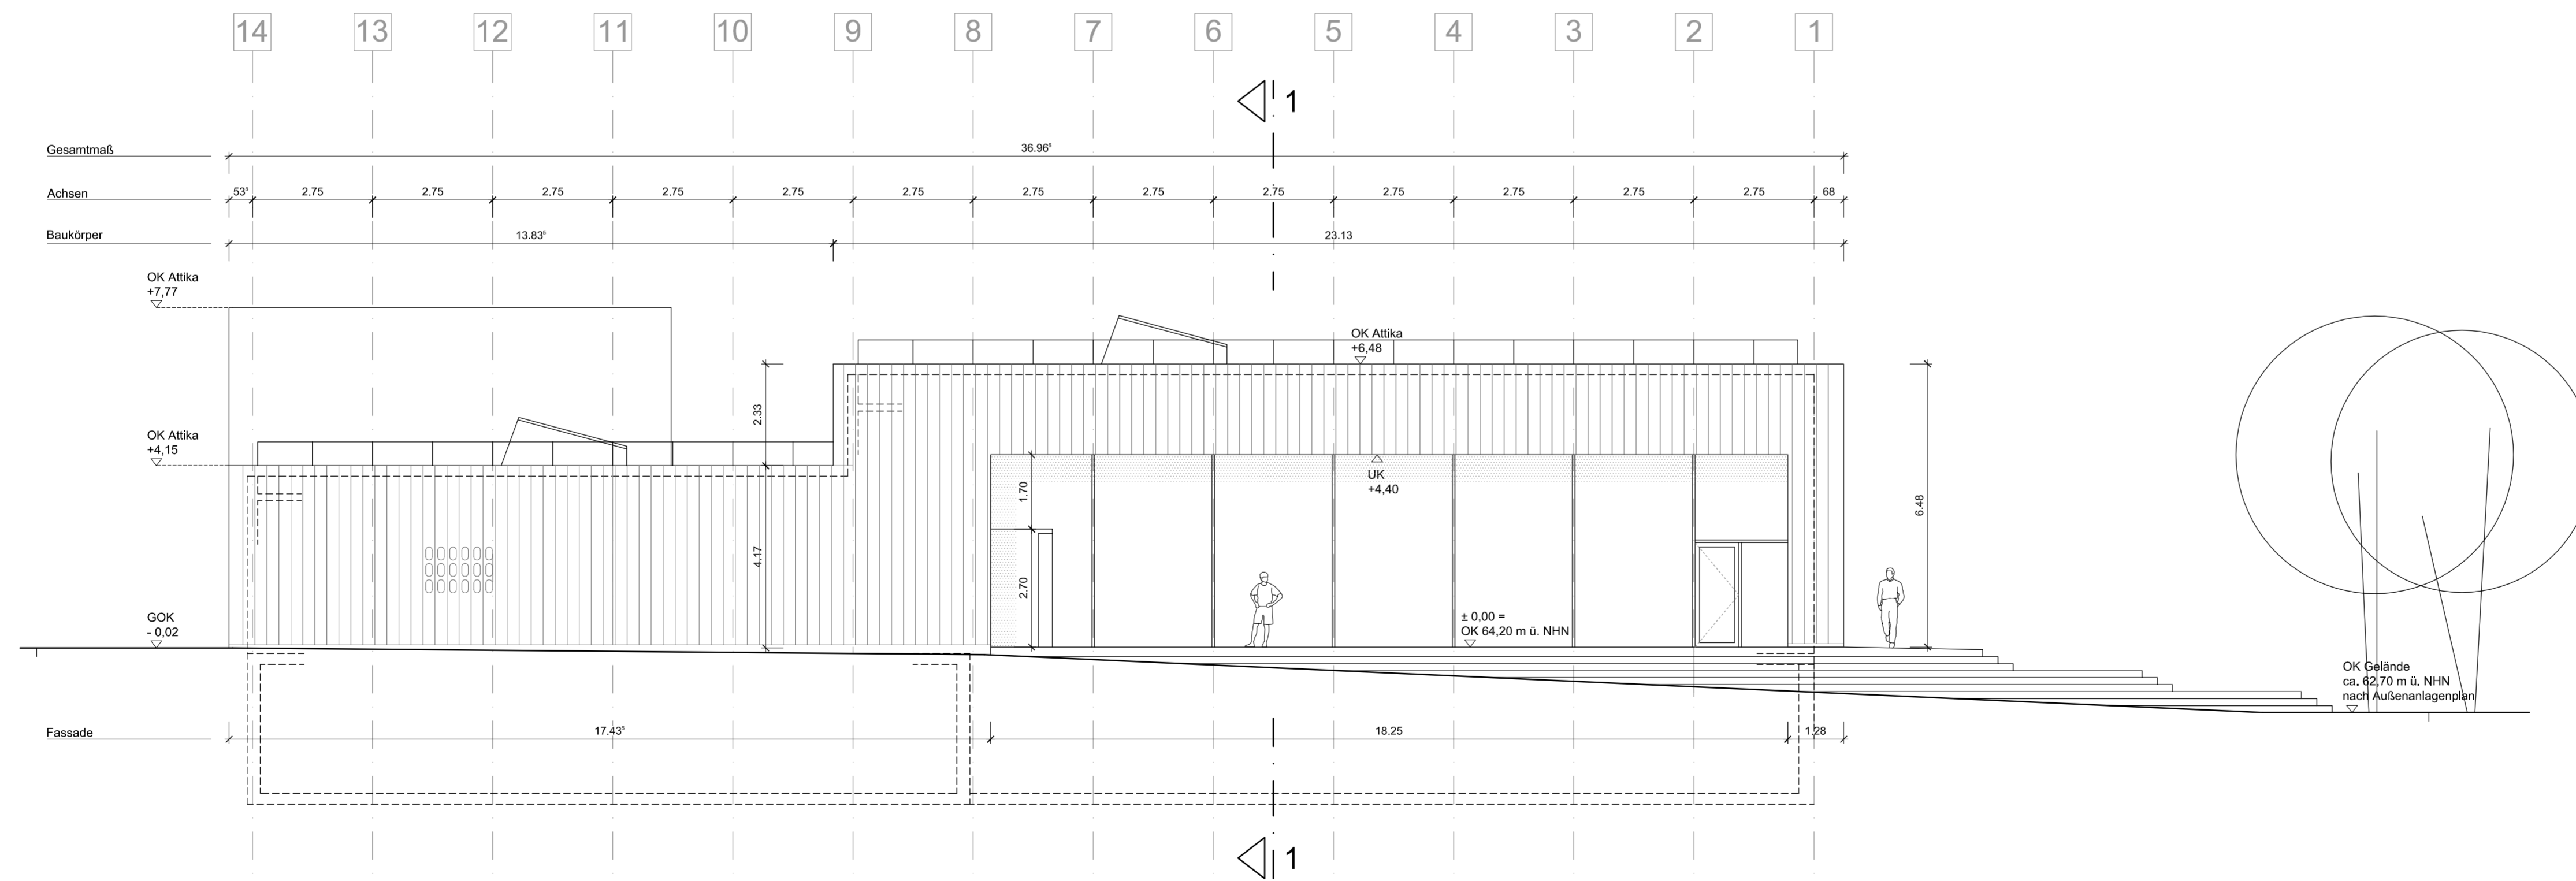 14 13 12 11 10 9 8 7 6 5 4 3 2 1
1
Gesamtmaß 36.96⁵
Achsen 53⁵ 2.75 2.75 2.75 2.75 2.75 2.75 2.75 2.75 2.75 2.75 2.75 2.75 2.75 68
Baukörper 13.83⁵ 23.13
OK Attika
+7,77
OK Attika
+6,48
2.33
OK Attika
+4,15
UK
+4,40
1.70
6.48
4.17
2.70
GOK
- 0,02
± 0,00 =
OK 64,20 m ü. NHN
OK Gelände
ca. 62,70 m ü. NHN
nach Außenanlagenplan
Fassade 17.43⁵ 18.25 1.28
1